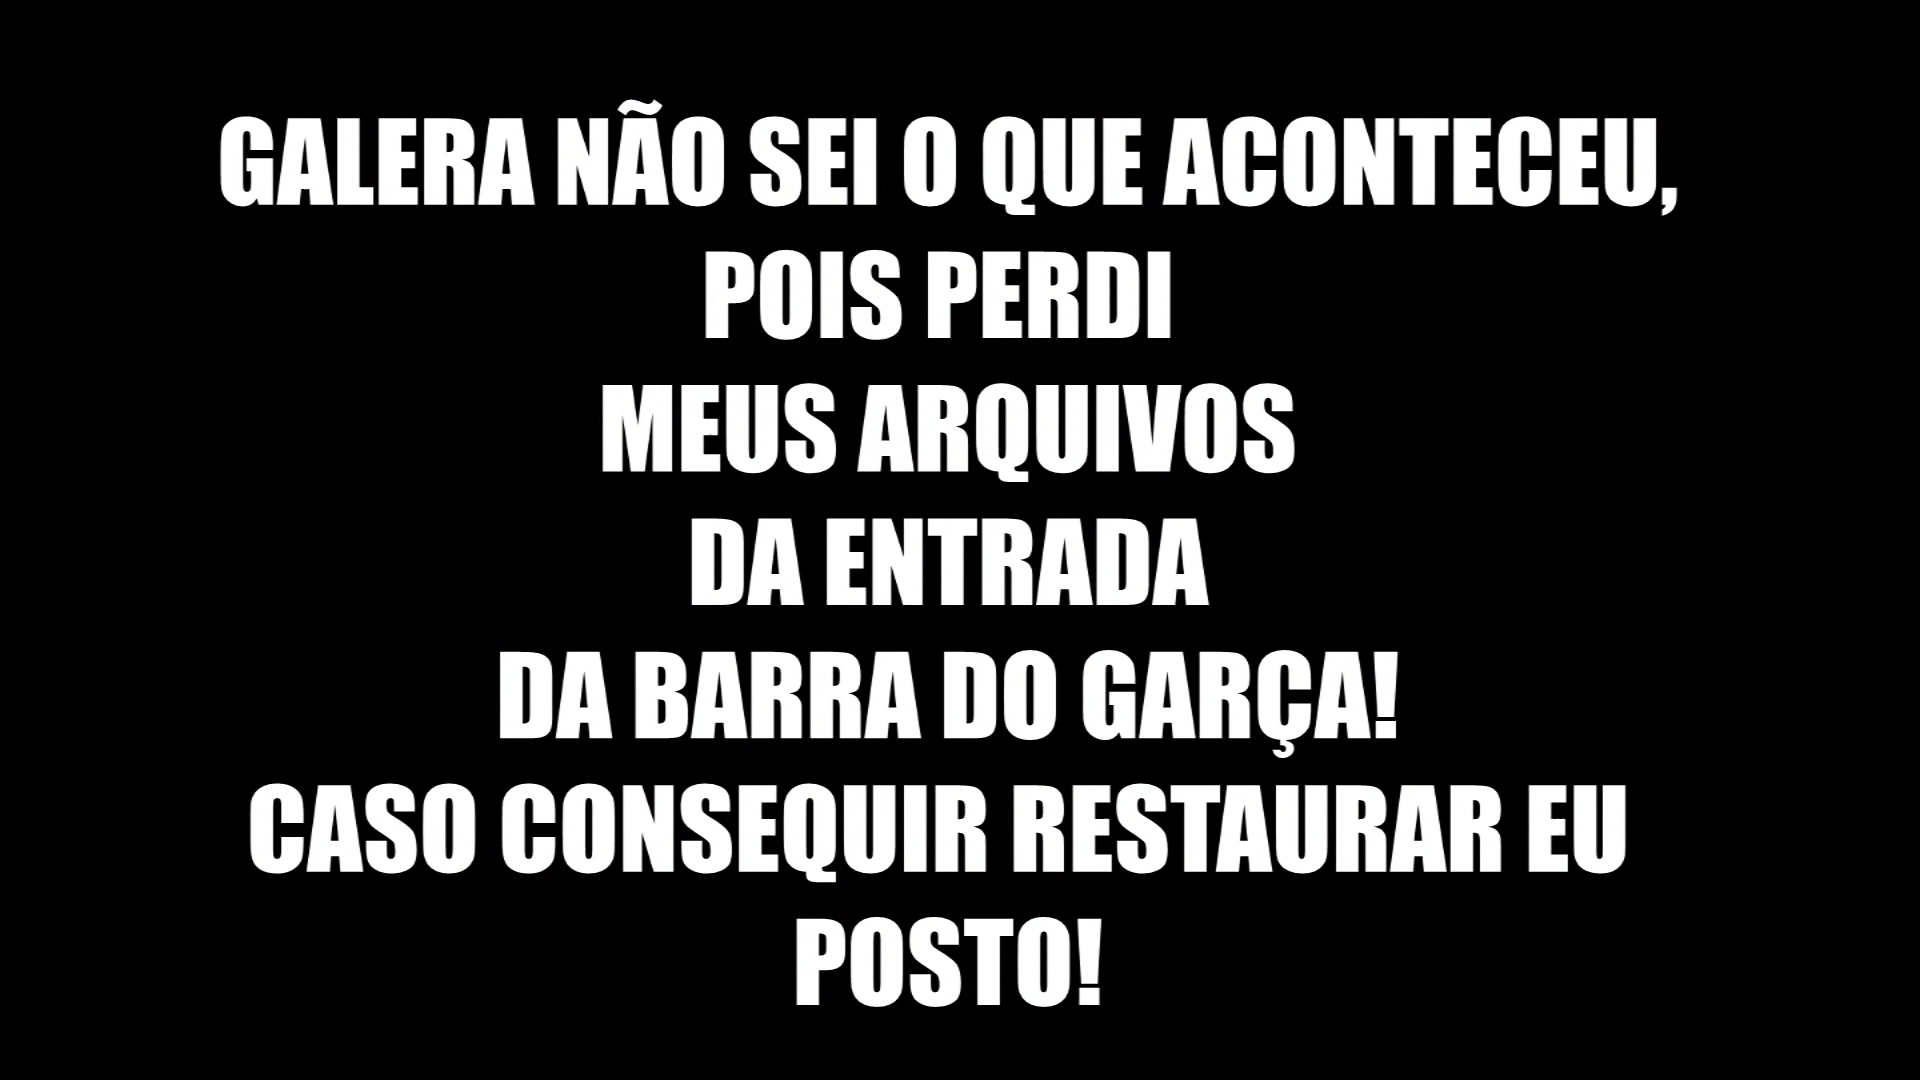 GALERA NÃO SEI O QUE ACONTECEU,
POIS PERDI
MEUS ARQUIVOS
DA ENTRADA
DA BARRA DO GARÇA!
CASO CONSEQUIR RESTAURAR EU
POSTO!